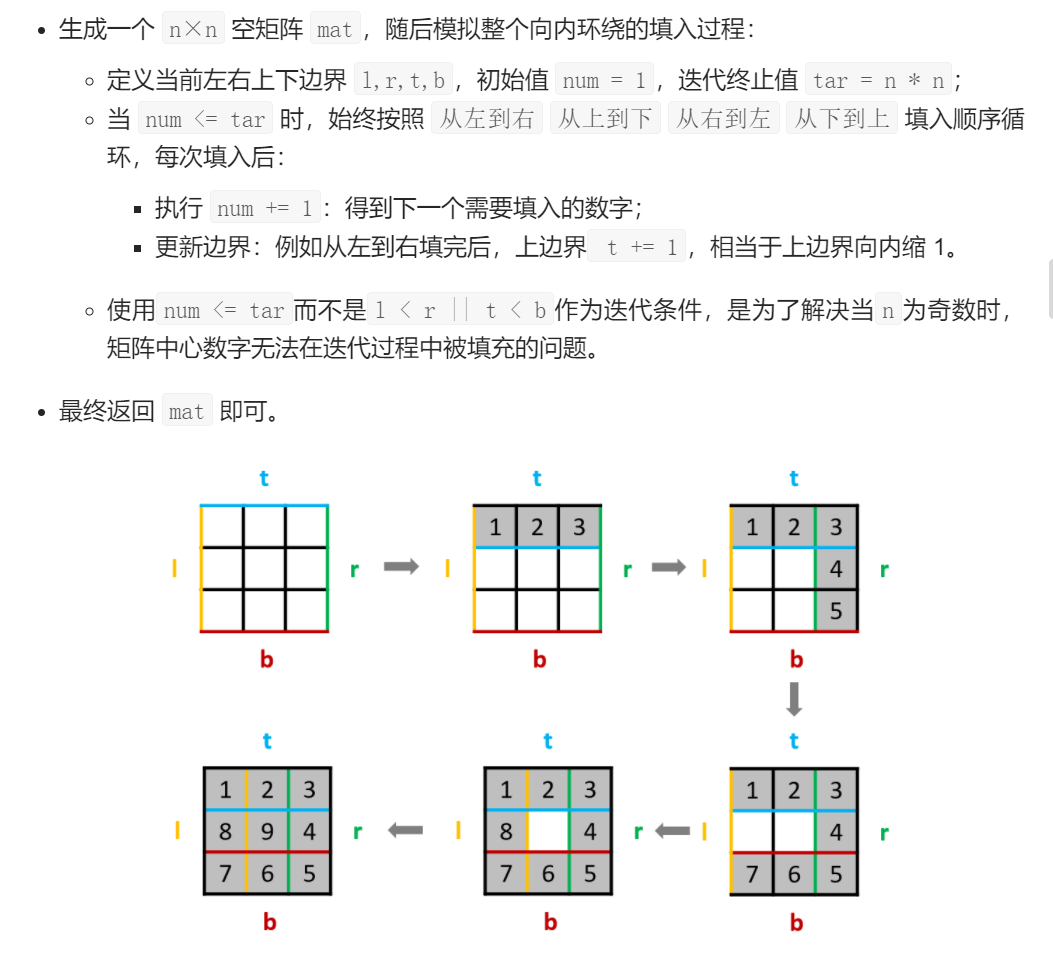 生成一个 n×n 空矩阵 mat，随后模拟整个向内环绕的填入过程：
定义当前左右上下边界 l,r,t,b，初始值 num = 1，迭代终止值 tar = n * n；
当 num <= tar 时，始终按照 从左到右 从上到下 从右到左 从下到上 填入顺序循
环，每次填入后：
执行 num += 1：得到下一个需要填入的数字；
更新边界：例如从左到右填完后，上边界 t += 1，相当于上边界向内缩 1。
使用num <= tar而不是l < r || t < b作为迭代条件，是为了解决当n为奇数时，
矩阵中心数字无法在迭代过程中被填充的问题。
最终返回 mat 即可。
t t t
1 2 3 1 2 3
l r l r l 4 r
5
b b b
t t t
1 2 3 1 2 3 1 2 3
l 8 9 4 r l 8 4 r l 4 r
7 6 5 7 6 5 7 6 5
b b b